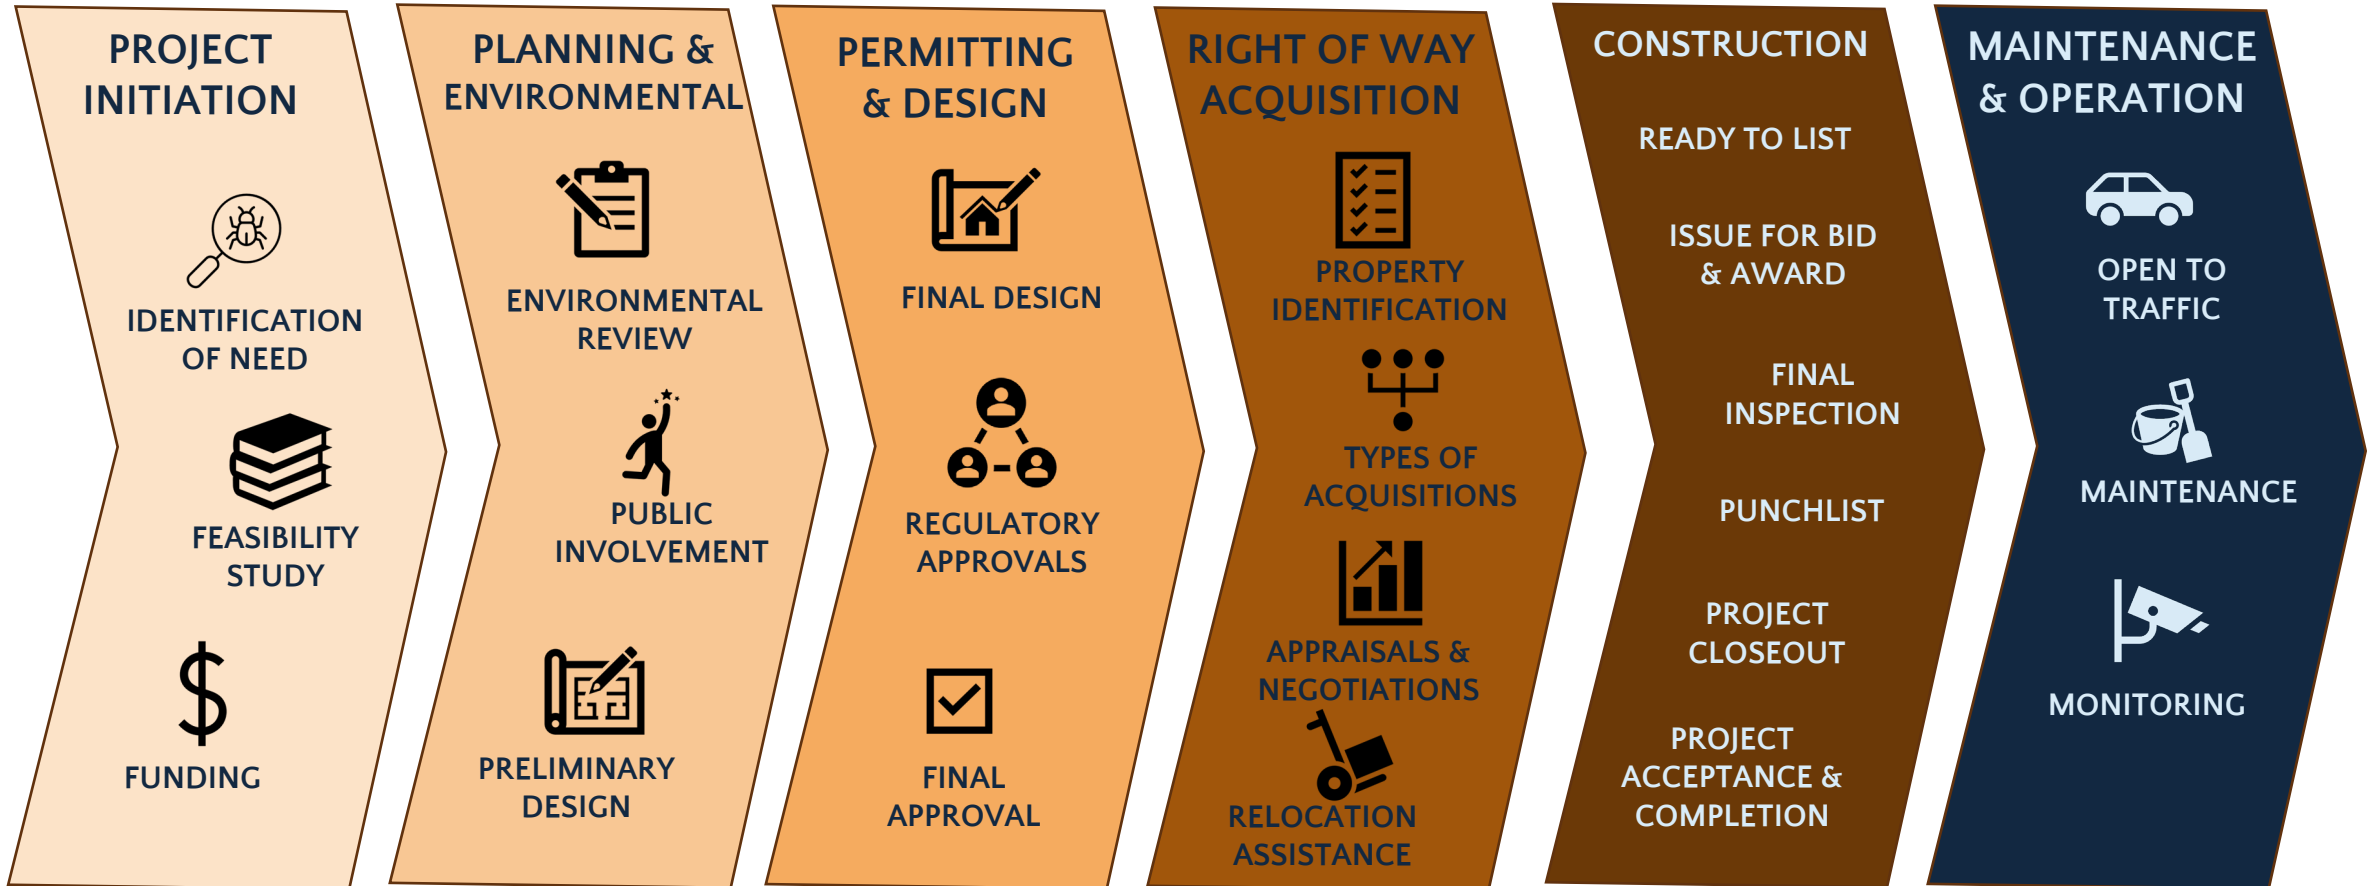 PROJECT
INITIATION
IDENTIFICATION
OF NEED
FEASIBILITY
STUDY
FUNDING
PLANNING &
ENVIRONMENTAL
ENVIRONMENTAL
REVIEW
PUBLIC
INVOLVEMENT
PRELIMINARY
DESIGN
PERMITTING
& DESIGN
FINAL DESIGN
REGULATORY
APPROVALS
FINAL
APPROVAL
RIGHT OF WAY
ACQUISITION
PROPERTY
IDENTIFICATION
TYPES OF
ACQUISITIONS
APPRAISALS &
NEGOTIATIONS
RELOCATION
ASSISTANCE
CONSTRUCTION
READY TO LIST
ISSUE FOR BID
& AWARD
FINAL
INSPECTION
PUNCHLIST
PROJECT
CLOSEOUT
PROJECT
ACCEPTANCE &
COMPLETION
MAINTENANCE
& OPERATION
OPEN TO
TRAFFIC
MAINTENANCE
MONITORING